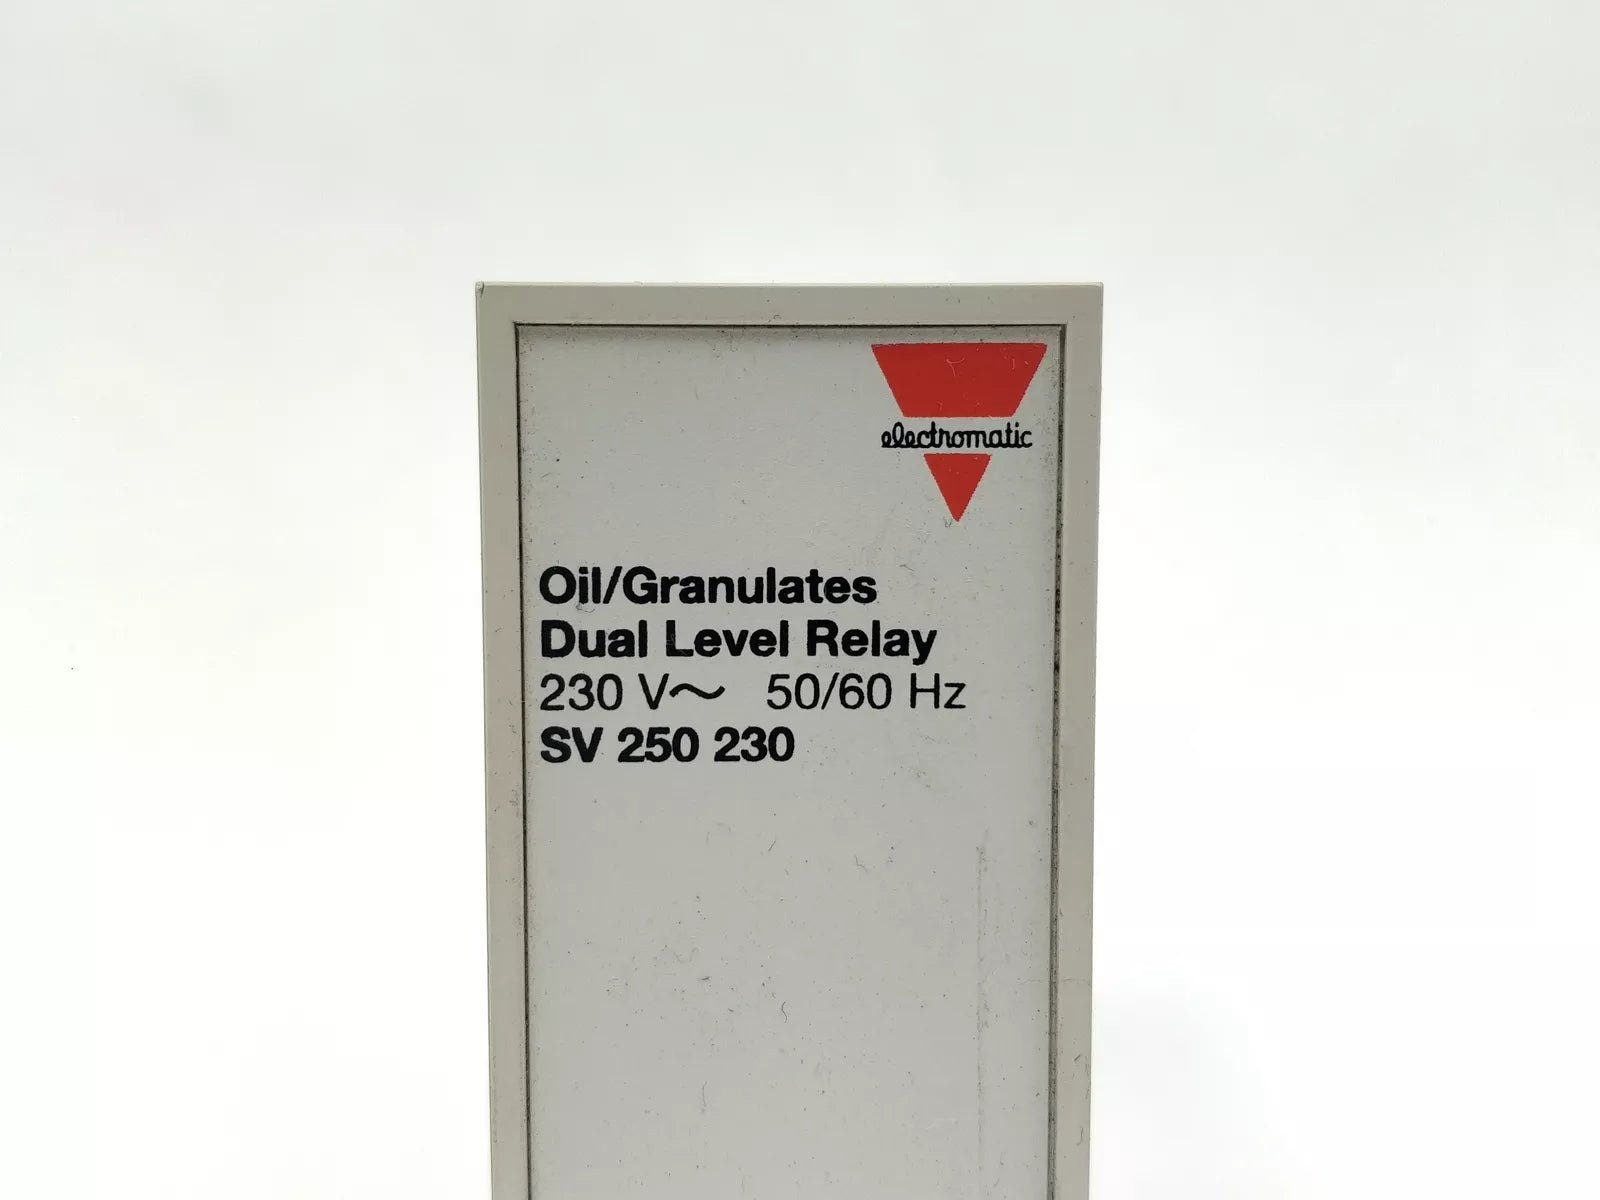 electromatic
Oil/Granulates
Dual Level Relay
230 V~ 50/60 Hz
SV 250 230